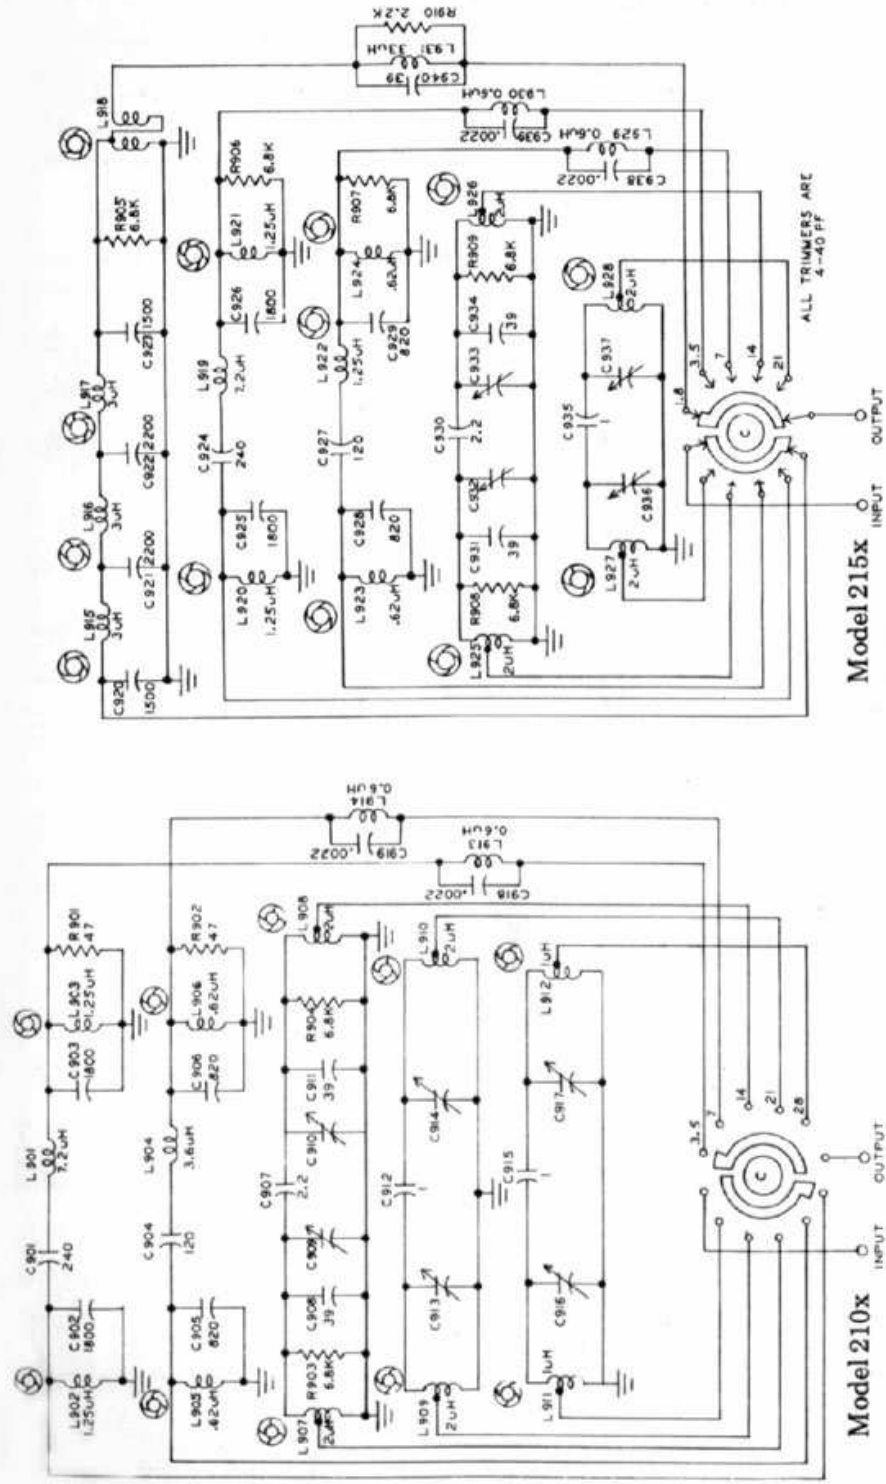 L902
1.25uH
C902
1800
C901
240
L901
7.2uH
C903
1800
L903
1.25uH
R901
47
L905
.62uH
C905
820
C904
120
L904
3.6uH
C906
820
L906
.62uH
R902
47
L914
0.6uH
C919
.0022
L913
0.6uH
C918
.0022
L907
2uH
R903
6.8K
C908
39
C909
C907
2.2
C910
C911
39
R904
6.8K
L908
2uH
L909
2uH
C913
C912
1
C914
L910
2uH
L911
1uH
C916
C915
1
C917
L912
1uH
3.5
7
14
21
28
C
INPUT
OUTPUT
Model 210x
C920
1500
L915
3uH
C921
2200
L916
3uH
C922
2200
L917
3uH
C923
1500
R905
6.8K
L918
R910
2.2K
L931
33uH
C940
39
L920
1.25uH
C925
1800
C924
240
L919
7.2uH
C926
1800
L921
1.25uH
R906
6.8K
L930 0.6uH
C939
.0022
L923
.62uH
C928
820
C927
120
L922
1.25uH
C929
820
L924
.62uH
R907
6.8K
L929 0.6uH
C938
.0022
L925
2uH
R908
6.8K
C931
39
C932
C930
2.2
C933
C934
39
R909
6.8K
L926
2uH
L927
2uH
C936
C935
1
C937
L928
2uH
ALL TRIMMERS ARE
4-40 PF
1.8
3.5
7
14
21
C
INPUT
OUTPUT
Model 215x